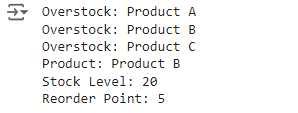 Overstock: Product A
Overstock: Product B
Overstock: Product C
Product: Product B
Stock Level: 20
Reorder Point: 5